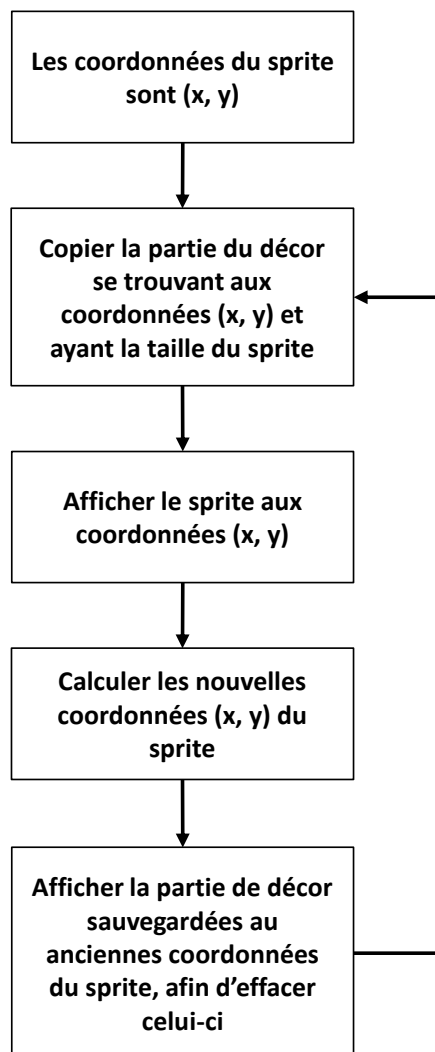 Les coordonnées du sprite
sont (x, y)
Copier la partie du décor
se trouvant aux
coordonnées (x, y) et
ayant la taille du sprite
Afficher le sprite aux
coordonnées (x, y)
Calculer les nouvelles
coordonnées (x, y) du
sprite
Afficher la partie de décor
sauvegardées au
anciennes coordonnées
du sprite, afin d’effacer
celui-ci